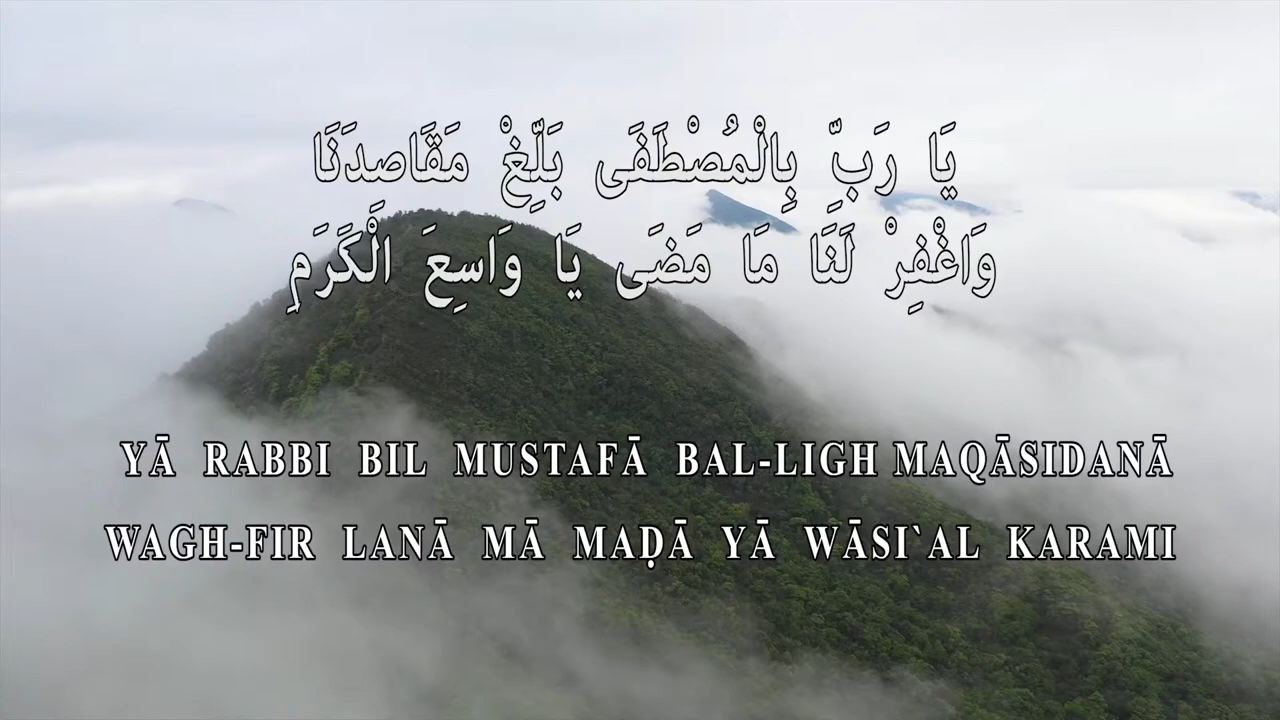 يَا رَبِّ بِالْمُصْطَفَى بَلِّغْ مَقَاصِدَنَا
وَاغْفِرْ لَنَا مَا مَضَى يَا وَاسِعَ الْكَرَمِ
YĀ RABBI BIL MUSTAFĀ BAL-LIGH MAQĀSIDANĀ
WAGH-FIR LANĀ MĀ MAḌĀ YĀ WĀSI`AL KARAMI